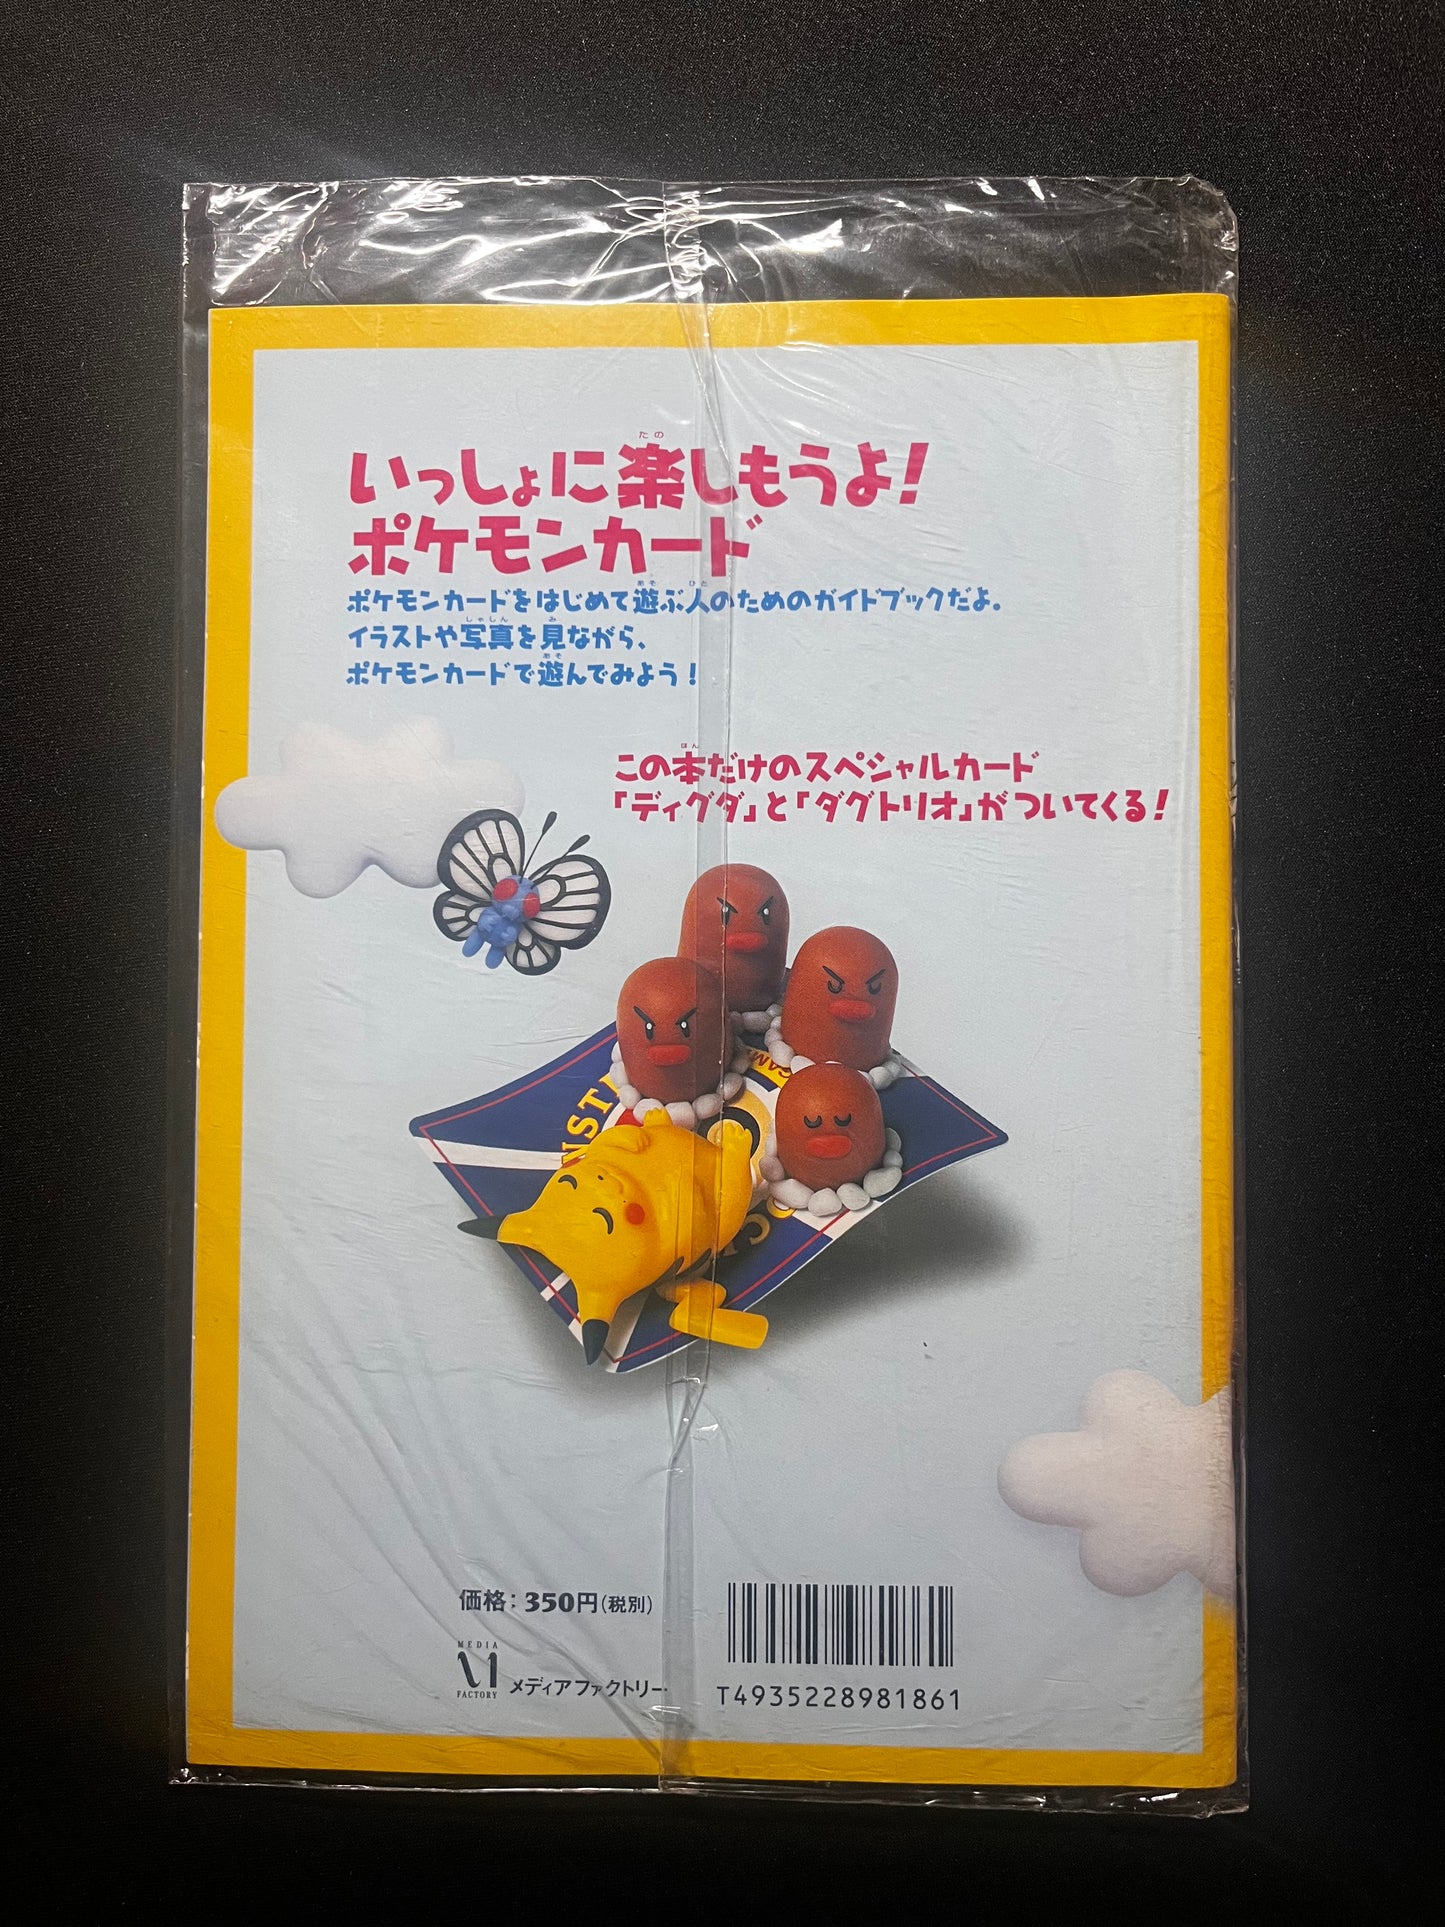 いっしょに楽しもうよ!
ポケモンカード
ポケモンカードをはじめて遊ぶ人のためのガイドブックだよ。
イラストや写真を見ながら、
ポケモンカードで遊んでみよう!
この本だけのスペシャルカード
「ディグダ」と「ダグトリオ」がついてくる!
価格:350円(税別)
MEDIA
FACTORY
メディアファクトリー
T4935228981861